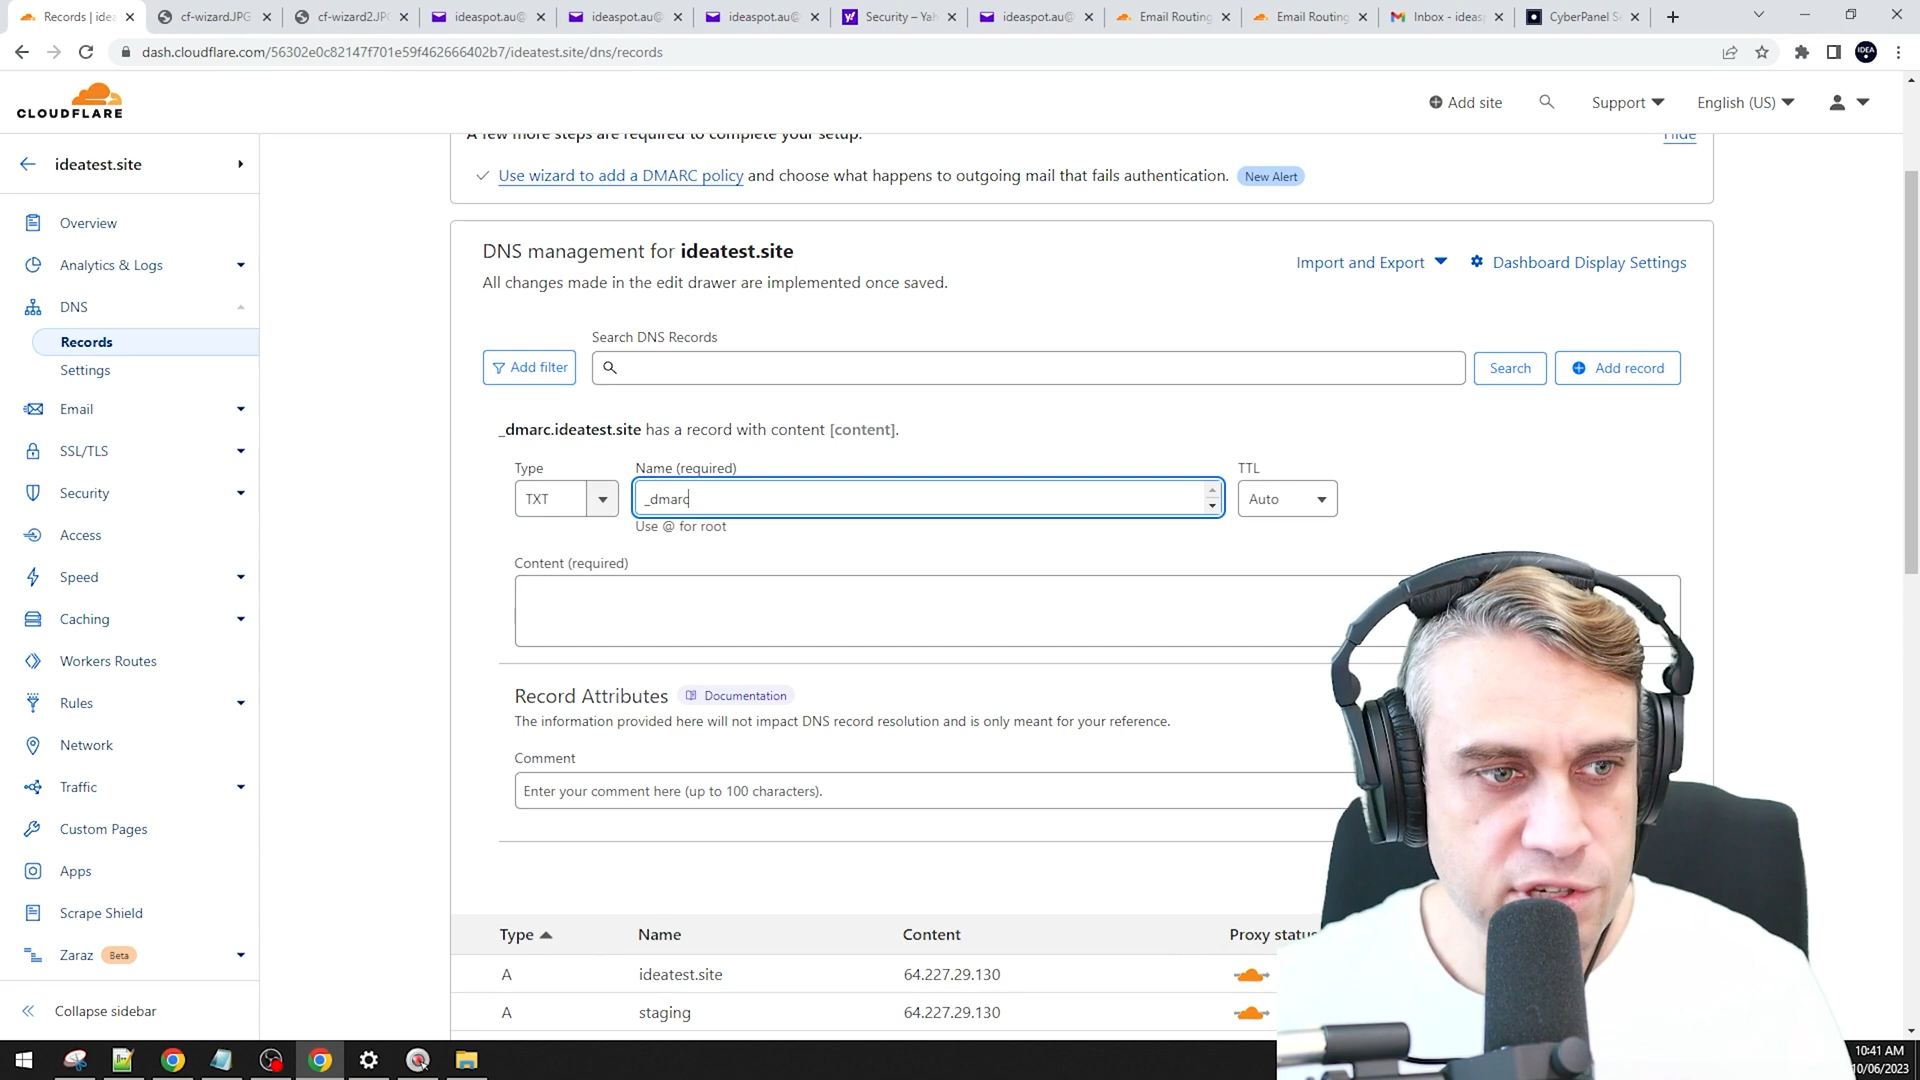 Records | idea
cf-wizard.JPG
cf-wizard2.JPG
ideaspot.au@
ideaspot.au@
ideaspot.au@
Security – Yah
ideaspot.au@
Email Routing
Email Routing
Inbox - ideas
CyberPanel S
dash.cloudflare.com/56302e0c82147f701e59f462666402b7/ideatest.site/dns/records
IDEA
CLOUDFLARE
Add site
Support
English (US)
ideatest.site
Overview
Analytics & Logs
DNS
Records
Settings
Email
SSL/TLS
Security
Access
Speed
Caching
Workers Routes
Rules
Network
Traffic
Custom Pages
Apps
Scrape Shield
Zaraz Beta
Collapse sidebar
A few more steps are required to complete your setup.
Hide
Use wizard to add a DMARC policy and choose what happens to outgoing mail that fails authentication. New Alert
DNS management for ideatest.site
All changes made in the edit drawer are implemented once saved.
Import and Export
Dashboard Display Settings
Search DNS Records
Add filter
Search
Add record
_dmarc.ideatest.site has a record with content [content].
Type
Name (required)
TTL
TXT
_dmarc
Auto
Use @ for root
Content (required)
Record Attributes Documentation
The information provided here will not impact DNS record resolution and is only meant for your reference.
Comment
Enter your comment here (up to 100 characters).
Type Name Content Proxy status
A ideatest.site 64.227.29.130
A staging 64.227.29.130
10:41 AM
10/06/2023